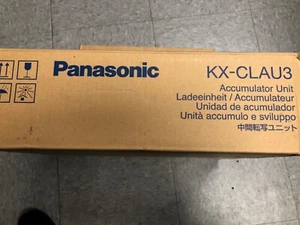 Panasonic
KX-CLAU3
Accumulator Unit
Ladeeinheit / Accumulateur
Unidad de acumulador
Unità accumulo e sviluppo
中間転写ユニット